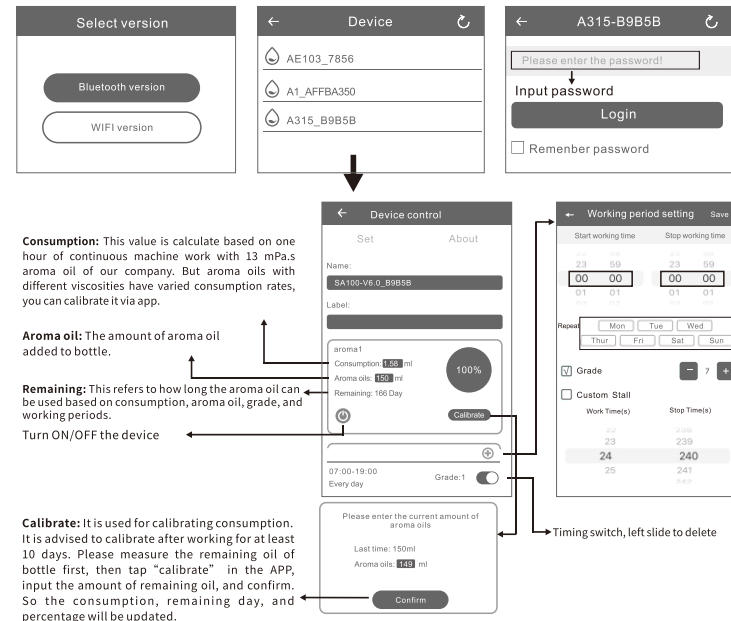 Select version
Bluetooth version
WIFI version
Device
AE103_7856
A1_AFFBA350
A315_B9B5B
A315-B9B5B
Please enter the password!
Input password
Login
Remenber password
Consumption: This value is calculate based on one
hour of continuous machine work with 13 mPa.s
aroma oil of our company. But aroma oils with
different viscosities have varied consumption rates,
you can calibrate it via app.
Aroma oil: The amount of aroma oil
added to bottle.
Remaining: This refers to how long the aroma oil can
be used based on consumption, aroma oil, grade, and
working periods.
Turn ON/OFF the device
Calibrate: It is used for calibrating consumption.
It is advised to calibrate after working for at least
10 days. Please measure the remaining oil of
bottle first, then tap “calibrate” in the APP,
input the amount of remaining oil, and confirm.
So the consumption, remaining day, and
percentage will be updated.
Device control
Set About
Name:
SA100-V6.0_B9B5B
Label:
aroma1
Consumption: 1.58 ml
Aroma oils: 150 ml
Remaining: 166 Day
100%
Calibrate
07:00-19:00
Every day
Grade:1
Please enter the current amount of
aroma oils
Last time: 150ml
Aroma oils: 149 ml
Confirm
Working period setting Save
Start working time Stop working time
23 59 23 59
00 00 00 00
01 01 01 01
Repeat Mon Tue Wed
Thur Fri Sat Sun
Grade - 7 +
Custom Stall
Work Time(s) Stop Time(s)
22 238
23 239
24 240
25 241
242
Timing switch, left slide to delete